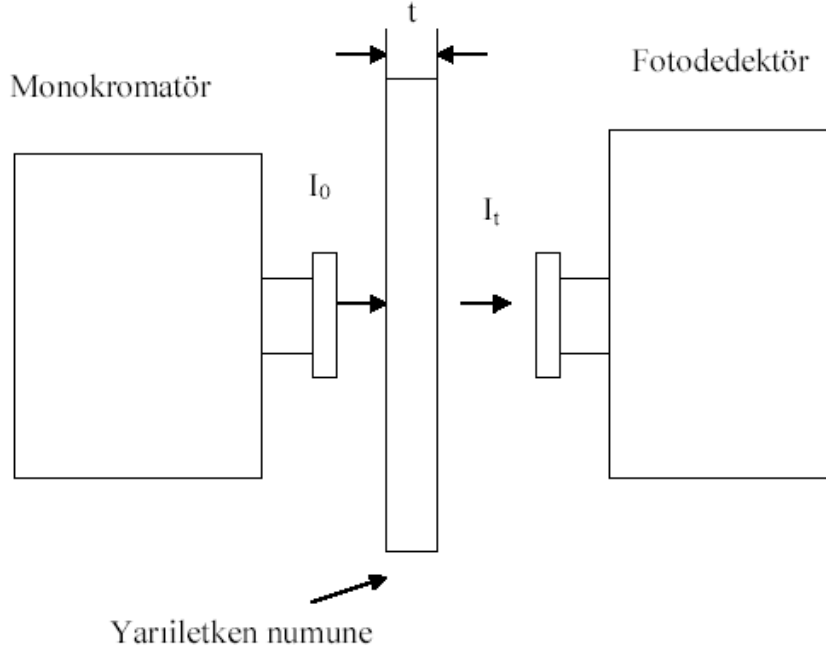 t
Fotodedektör
Monokromatör
I₀
Iₜ
Yarıiletken numune